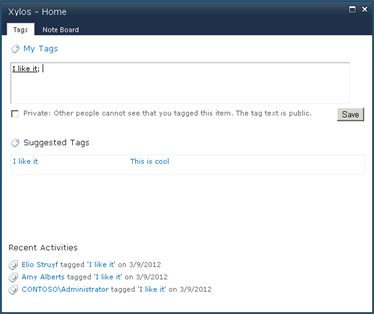 Xylos - Home
Tags Note Board
My Tags
I like it;
Private: Other people cannot see that you tagged this item. The tag text is public.
Save
Suggested Tags
I like it This is cool
Recent Activities
Elio Struyf tagged 'I like it' on 3/9/2012
Amy Alberts tagged 'I like it' on 3/9/2012
CONTOSO\Administrator tagged 'I like it' on 3/9/2012